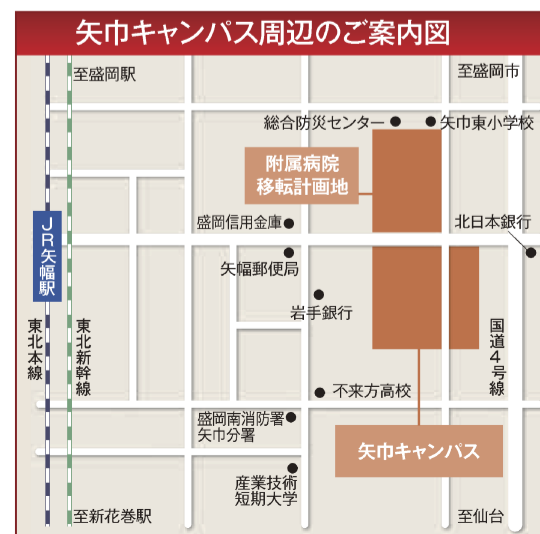 矢巾キャンパス周辺のご案内図
至盛岡駅
至盛岡市
総合防災センター
矢巾東小学校
附属病院
移転計画地
盛岡信用金庫
北日本銀行
JR矢幅駅
矢幅郵便局
岩手銀行
東北本線
東北新幹線
国道4号線
不来方高校
盛岡南消防署
矢巾分署
矢巾キャンパス
産業技術
短期大学
至新花巻駅
至仙台